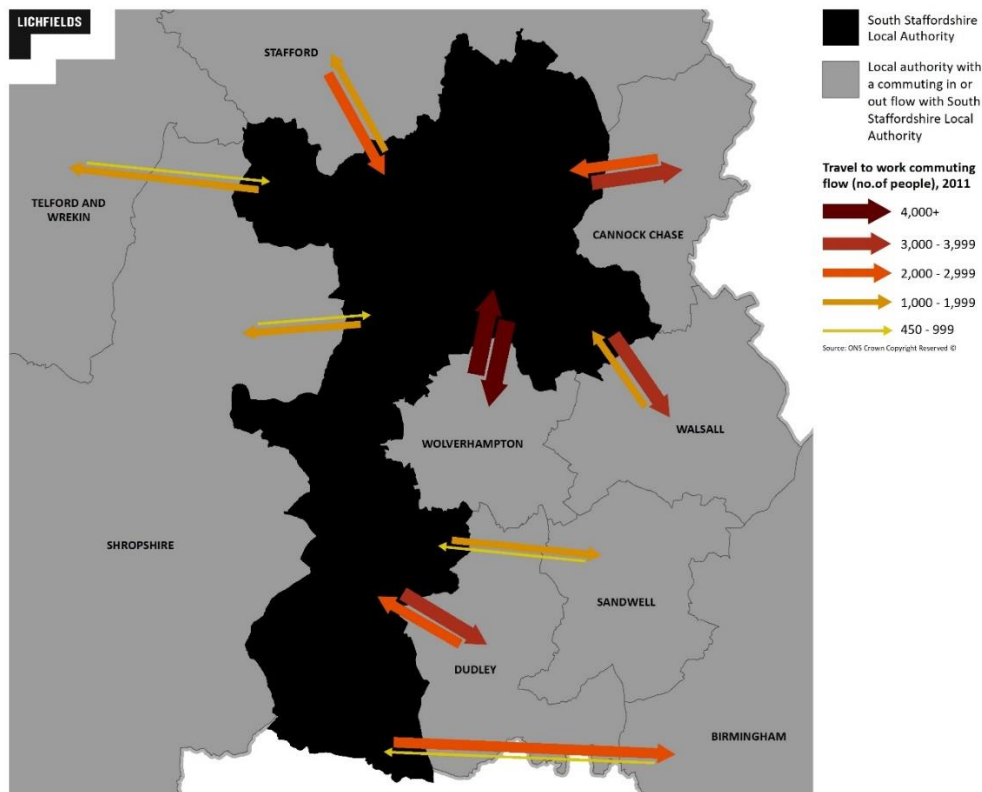 LICHFIELDS
STAFFORD
TELFORD AND
WREKIN
CANNOCK CHASE
WOLVERHAMPTON
WALSALL
SHROPSHIRE
SANDWELL
DUDLEY
BIRMINGHAM
South Staffordshire
Local Authority
Local authority with
a commuting in or
out flow with South
Staffordshire Local
Authority
Travel to work commuting
flow (no.of people), 2011
4,000+
3,000 - 3,999
2,000 - 2,999
1,000 - 1,999
450 - 999
Source: ONS Crown Copyright Reserved ©